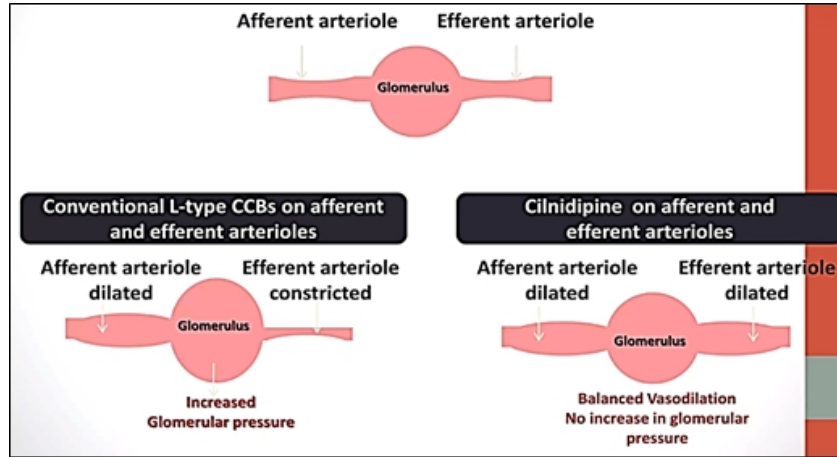 Afferent arteriole
Efferent arteriole
Glomerulus
Conventional L-type CCBs on afferent
and efferent arterioles
Afferent arteriole
dilated
Efferent arteriole
constricted
Glomerulus
Increased
Glomerular pressure
Cilnidipine on afferent and
efferent arterioles
Afferent arteriole
dilated
Efferent arteriole
dilated
Glomerulus
Balanced Vasodilation
No increase in glomerular
pressure